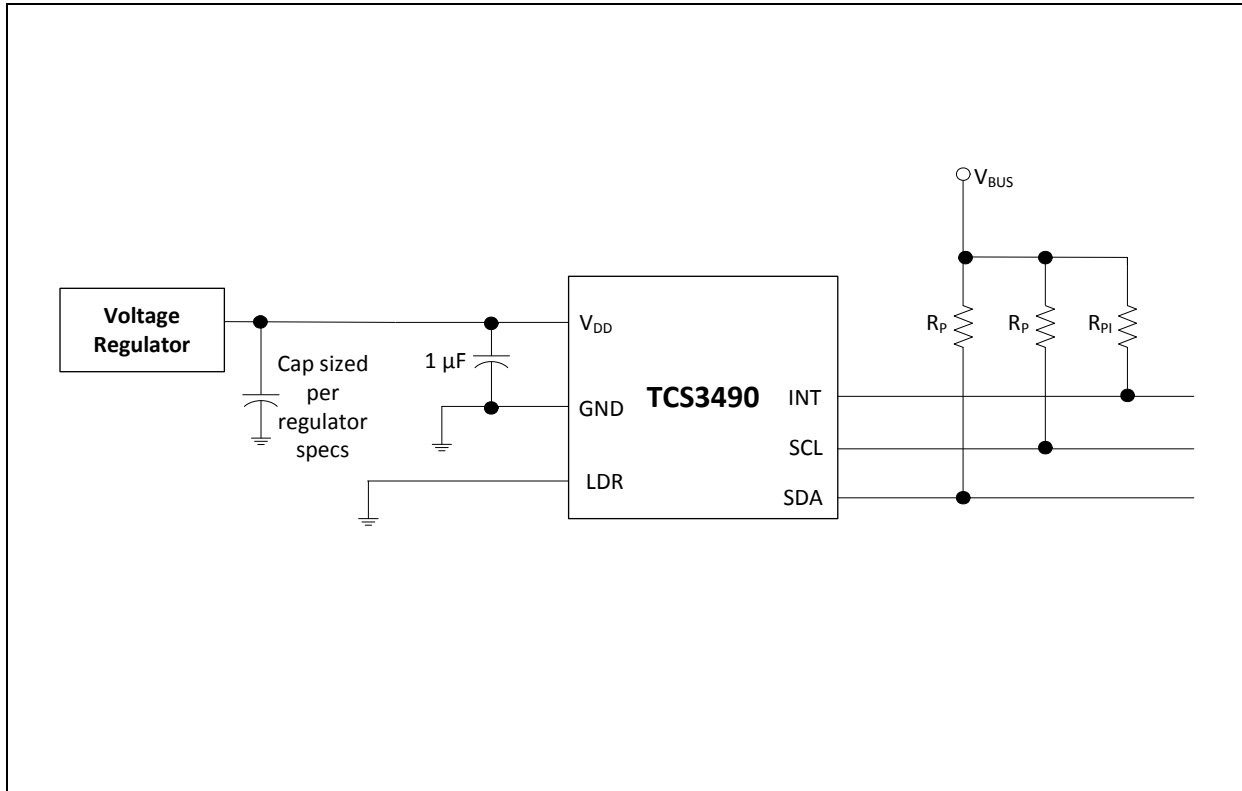 V_BUS
Voltage
Regulator
Cap sized
per
regulator
specs
1 µF
V_DD
GND
LDR
TCS3490
INT
SCL
SDA
R_P
R_P
R_PI